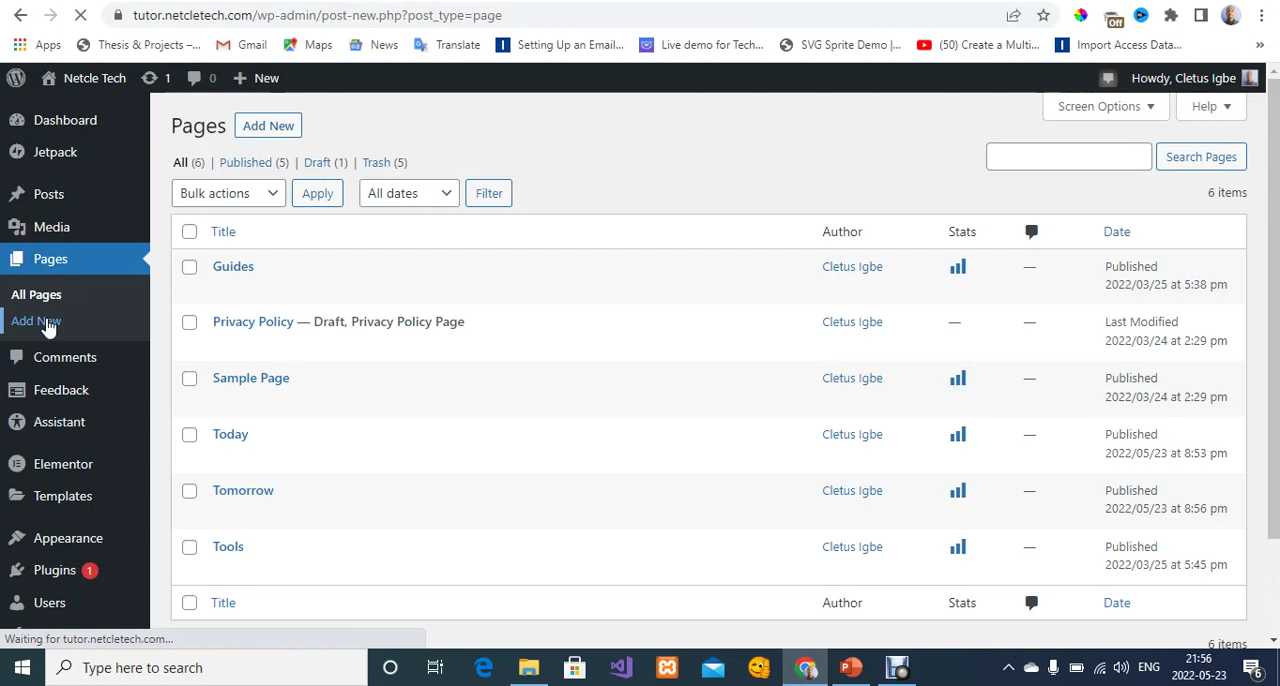 tutor.netcletech.com/wp-admin/post-new.php?post_type=page
Off
Apps
Thesis & Projects –...
Gmail
Maps
News
Translate
Setting Up an Email...
Live demo for Tech...
SVG Sprite Demo |...
(50) Create a Multi...
Import Access Data...
»
Netcle Tech
1
0
+ New
Howdy, Cletus Igbe
Dashboard
Jetpack
Posts
Media
Pages
All Pages
Add New
Comments
Feedback
Assistant
Elementor
Templates
Appearance
Plugins 1
Users
Screen Options
Help
Pages
Add New
All (6) | Published (5) | Draft (1) | Trash (5)
Search Pages
Bulk actions
Apply
All dates
Filter
6 items
Title
Author
Stats
Date
Guides
Cletus Igbe
—
Published
2022/03/25 at 5:38 pm
Privacy Policy — Draft, Privacy Policy Page
Cletus Igbe
—
—
Last Modified
2022/03/24 at 2:29 pm
Sample Page
Cletus Igbe
—
Published
2022/03/24 at 2:29 pm
Today
Cletus Igbe
—
Published
2022/05/23 at 8:53 pm
Tomorrow
Cletus Igbe
—
Published
2022/05/23 at 8:56 pm
Tools
Cletus Igbe
—
Published
2022/03/25 at 5:45 pm
Title
Author
Stats
Date
6 items
Waiting for tutor.netcletech.com...
Type here to search
ENG
21:56
2022-05-23
6